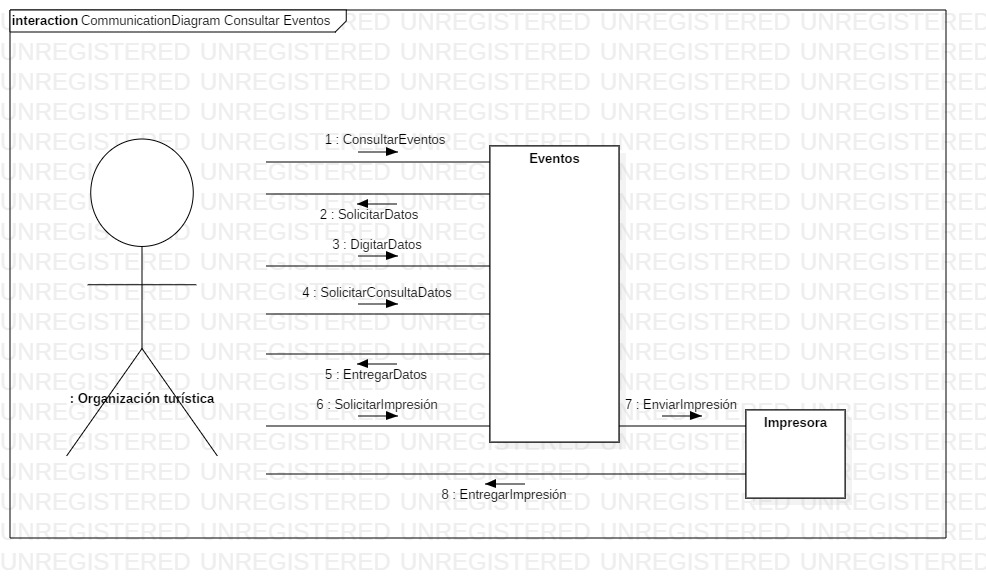 interaction CommunicationDiagram Consultar Eventos
1 : ConsultarEventos
Eventos
2 : SolicitarDatos
3 : DigitarDatos
4 : SolicitarConsultaDatos
5 : EntregarDatos
: Organización turística
6 : SolicitarImpresión
7 : EnviarImpresión
Impresora
8 : EntregarImpresión
UNREGISTERED UNREGISTERED UNREGISTERED UNREGISTERED UNREGISTERED